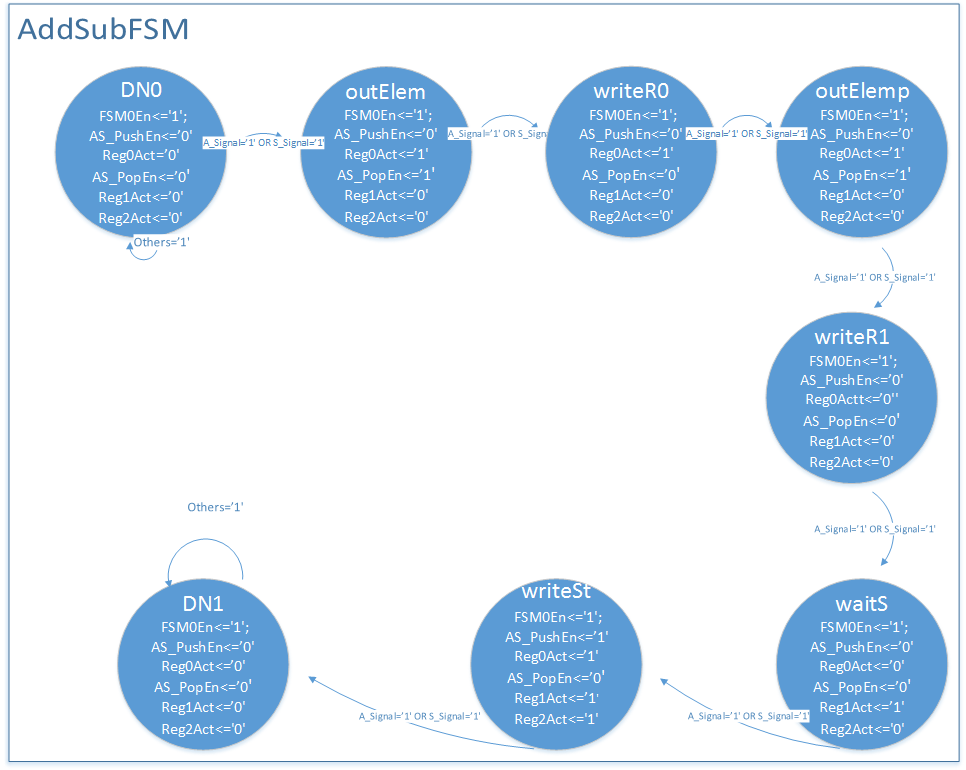 AddSubFSM
DN0
FSM0En<='1';
AS_PushEn<='0'
Reg0Act<='0'
AS_PopEn<='0'
Reg1Act<='0'
Reg2Act<='0'
Others='1'
A_Signal='1' OR S_Signal='1'
outElem
FSM0En<='1';
AS_PushEn<='0'
Reg0Act<='1'
AS_PopEn<='1'
Reg1Act<='0'
Reg2Act<='0'
A_Signal='1' OR S_Sign
writeR0
FSM0En<='1';
AS_PushEn<='0'
Reg0Act<='1'
AS_PopEn<='0'
Reg1Act<='0'
Reg2Act<='0'
A_Signal='1' OR S_Signal='1'
outElemp
FSM0En<='1';
AS_PushEn<='0'
Reg0Act<='1'
AS_PopEn<='1'
Reg1Act<='0'
Reg2Act<='0'
A_Signal='1' OR S_Signal='1'
writeR1
FSM0En<='1';
AS_PushEn<='0'
Reg0Actt<='0''
AS_PopEn<='0'
Reg1Act<='0'
Reg2Act<='0'
A_Signal='1' OR S_Signal='1'
waitS
FSM0En<='1';
AS_PushEn<='0'
Reg0Act<='0'
AS_PopEn<='0'
Reg1Act<='1'
Reg2Act<='0'
A_Signal='1' OR S_Signal='1'
writeSt
FSM0En<='1';
AS_PushEn<='1'
Reg0Act<='1'
AS_PopEn<='0'
Reg1Act<='1'
Reg2Act<='1'
A_Signal='1' OR S_Signal='1'
Others='1'
DN1
FSM0En<='1';
AS_PushEn<='0'
Reg0Act<='0'
AS_PopEn<='0'
Reg1Act<='0'
Reg2Act<='0'